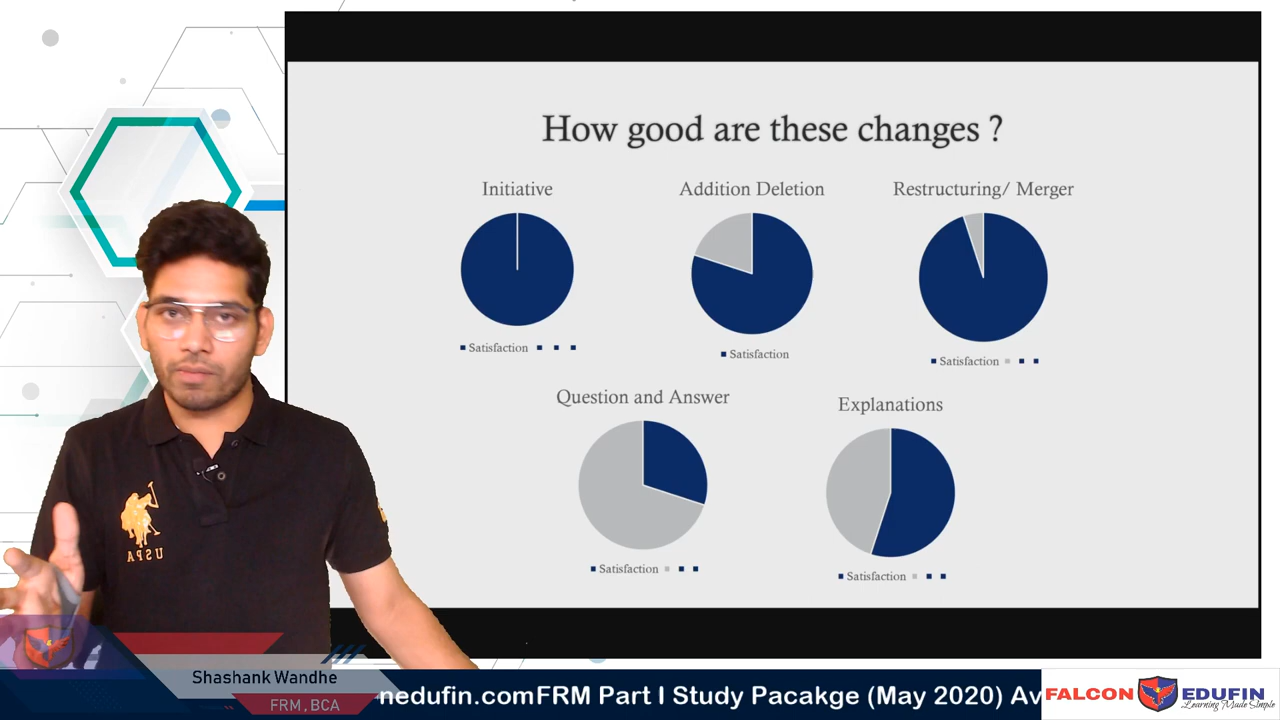 How good are these changes ?
Initiative
Addition Deletion
Restructuring/ Merger
Satisfaction
Satisfaction
Satisfaction
Question and Answer
Explanations
Satisfaction
Satisfaction
USPA
Shashank Wandhe
FRM, BCA
nedufin.comFRM Part I Study Pacakge (May 2020) Av
FALCON EDUFIN
Learning Made Simple